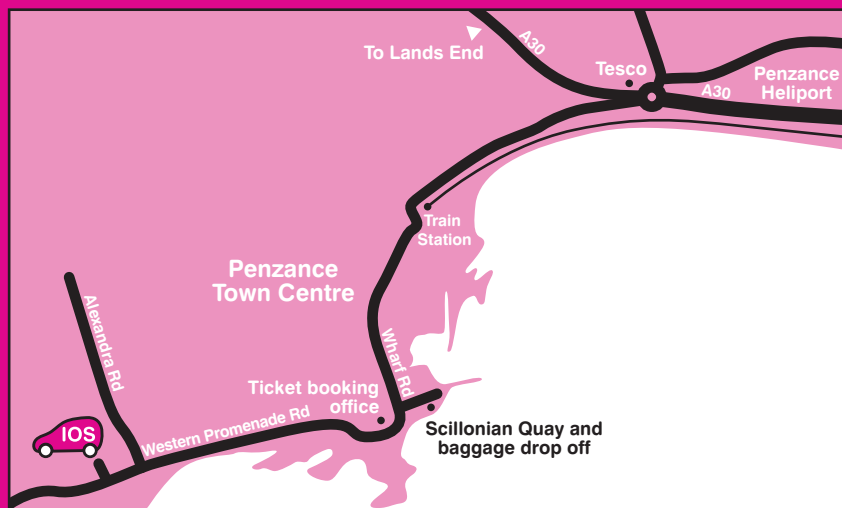 To Lands End
A30
Tesco
A30
Penzance
Heliport
Train
Station
Penzance
Town Centre
Alexandra Rd
Wharf Rd
Ticket booking
office
Western Promenade Rd
IOS
Scillonian Quay and
baggage drop off